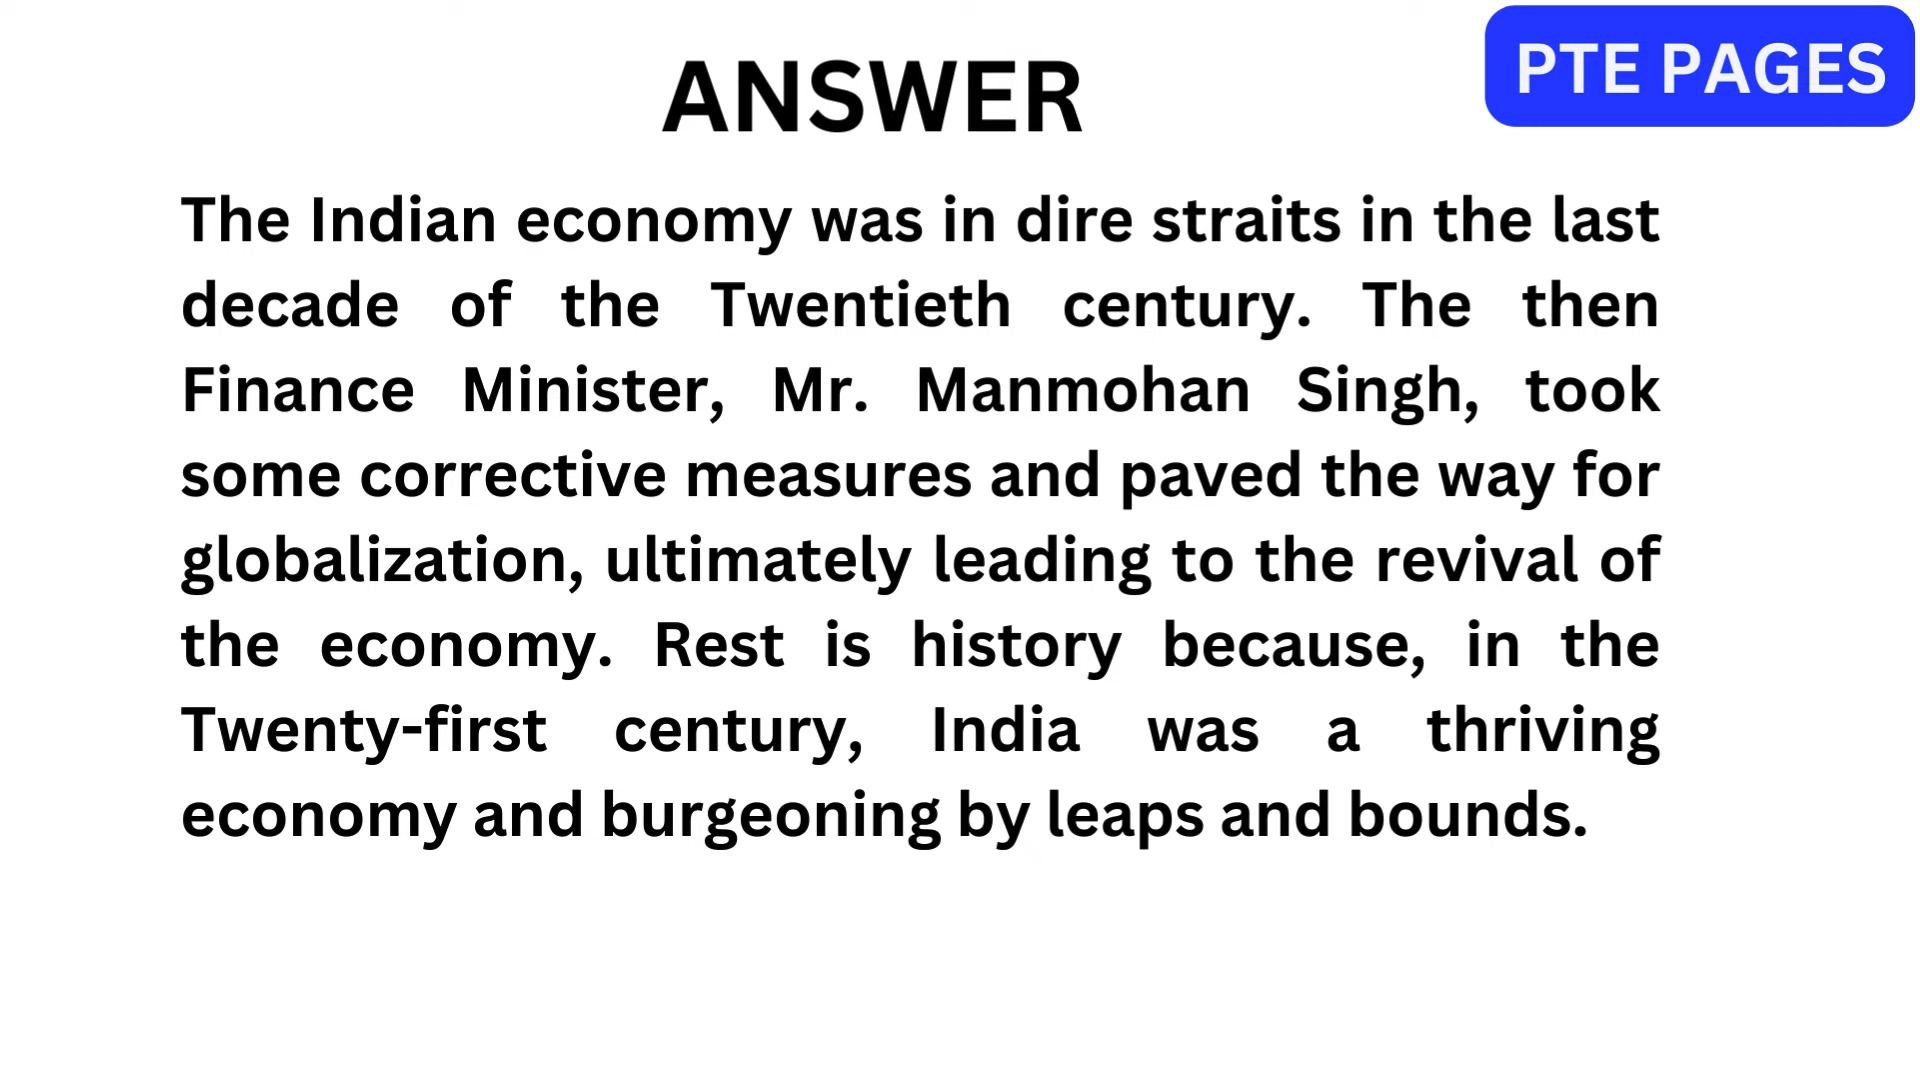 PTE PAGES
ANSWER
The Indian economy was in dire straits in the last
decade of the Twentieth century. The then
Finance Minister, Mr. Manmohan Singh, took
some corrective measures and paved the way for
globalization, ultimately leading to the revival of
the economy. Rest is history because, in the
Twenty-first century, India was a thriving
economy and burgeoning by leaps and bounds.